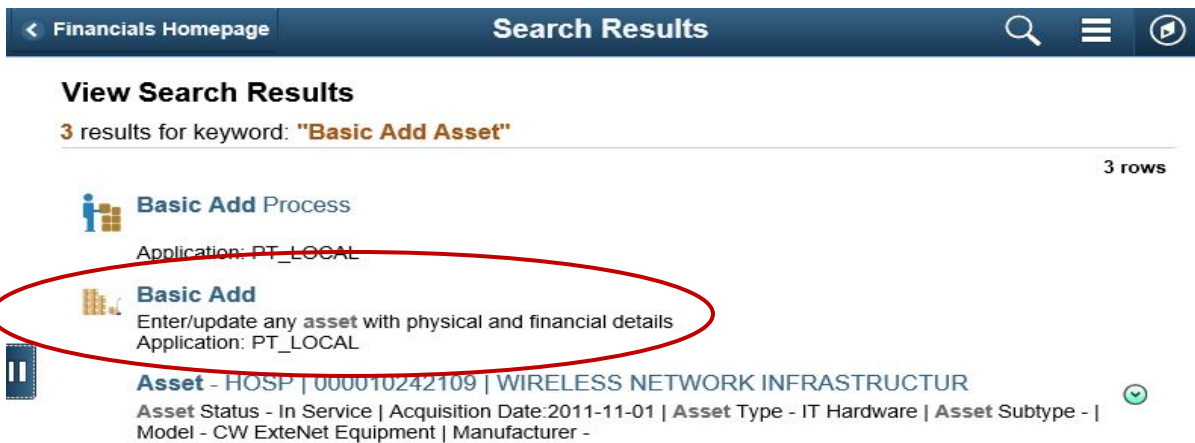 Financials Homepage
Search Results
View Search Results
3 results for keyword: "Basic Add Asset"
3 rows
Basic Add Process
Application: PT_LOCAL
Basic Add
Enter/update any asset with physical and financial details
Application: PT_LOCAL
Asset - HOSP | 000010242109 | WIRELESS NETWORK INFRASTRUCTUR
Asset Status - In Service | Acquisition Date:2011-11-01 | Asset Type - IT Hardware | Asset Subtype - |
Model - CW ExteNet Equipment | Manufacturer -